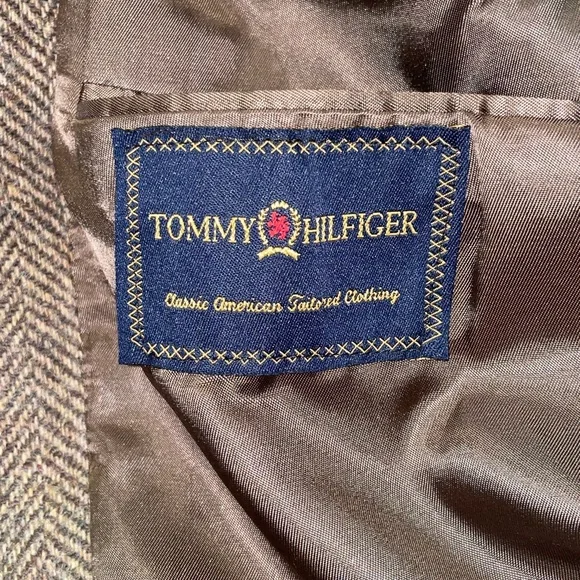 TOMMY HILFIGER
Classic American Tailored Clothing